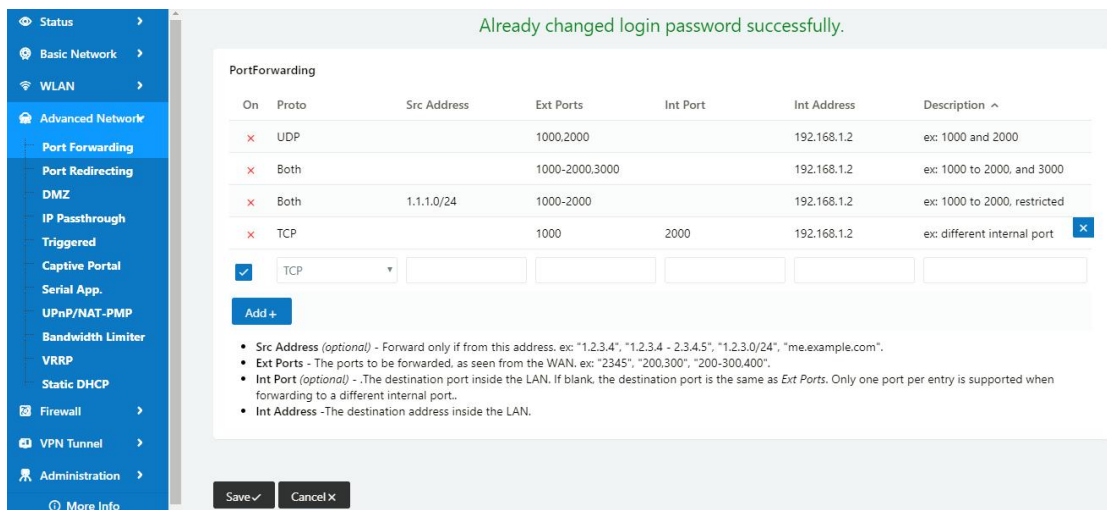 Status
Basic Network
WLAN
Advanced Network
Port Forwarding
Port Redirecting
DMZ
IP Passthrough
Triggered
Captive Portal
Serial App.
UPnP/NAT-PMP
Bandwidth Limiter
VRRP
Static DHCP
Firewall
VPN Tunnel
Administration
More Info
Already changed login password successfully.
PortForwarding
On Proto Src Address Ext Ports Int Port Int Address Description
UDP 1000,2000 192.168.1.2 ex: 1000 and 2000
Both 1000-2000,3000 192.168.1.2 ex: 1000 to 2000, and 3000
Both 1.1.1.0/24 1000-2000 192.168.1.2 ex: 1000 to 2000, restricted
TCP 1000 2000 192.168.1.2 ex: different internal port
TCP
Add +
• Src Address (optional) - Forward only if from this address. ex: "1.2.3.4", "1.2.3.4 - 2.3.4.5", "1.2.3.0/24", "me.example.com".
• Ext Ports - The ports to be forwarded, as seen from the WAN. ex: "2345", "200,300", "200-300,400".
• Int Port (optional) - .The destination port inside the LAN. If blank, the destination port is the same as Ext Ports. Only one port per entry is supported when
forwarding to a different internal port..
• Int Address -The destination address inside the LAN.
Save Cancel